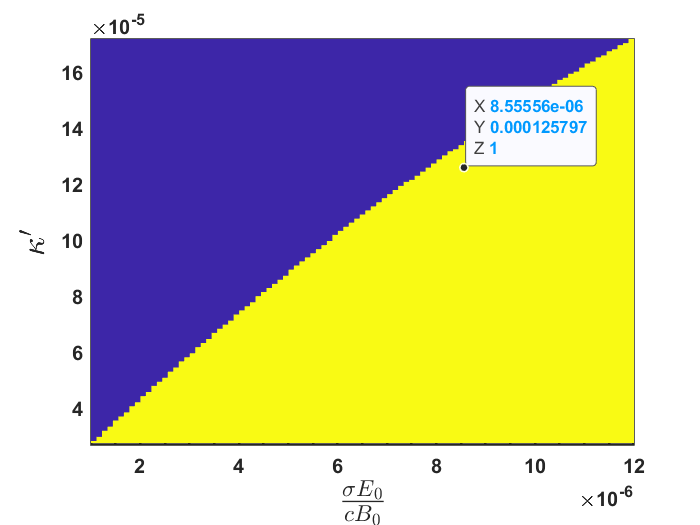 ×10⁻⁵
16
14
12
10
8
6
4
κ′
X 8.55556e-06
Y 0.000125797
Z 1
2 4 6 8 10 12
σE₀
cB₀
×10⁻⁶